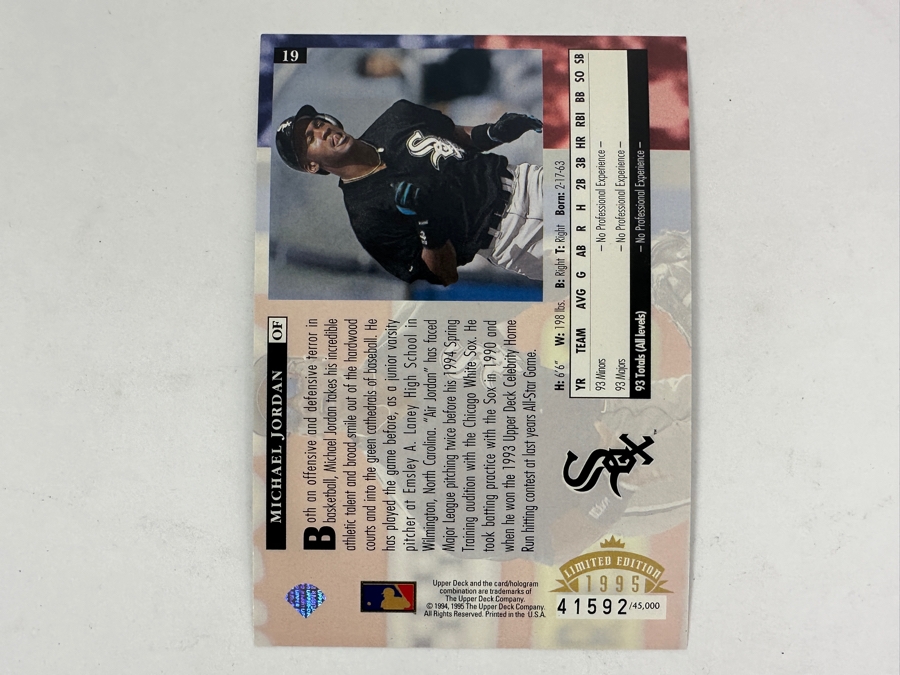 19
MICHAEL JORDAN OF
Both an offensive and defensive terror in
basketball, Michael Jordan takes his incredible
athletic talent and broad smile out of the hardwood
courts and into the green cathedrals of baseball. He
has played the game before, as a junior varsity
pitcher at Emsley A. Laney High School in
Wilmington, North Carolina. "Air Jordan" has faced
Major League pitching twice before his 1994 Spring
Training audition with the Chicago White Sox. He
took batting practice with the Sox in 1990 and
when he won the 1993 Upper Deck Celebrity Home
Run hitting contest at last years All-Star Game.
H: 6'6" W: 198 lbs. B: Right T: Right Born: 2-17-63
YR TEAM AVG G AB R H 2B 3B HR RBI BB SO SB
93 Minors – No Professional Experience –
93 Majors – No Professional Experience –
93 Totals (All levels) – No Professional Experience –
Sox
Sox
TM
Upper Deck and the card/hologram
combination are trademarks of
The Upper Deck Company.
© 1994, 1995 The Upper Deck Company.
All Rights Reserved. Printed in the U.S.A.
LIMITED EDITION
1995
41592/45,000